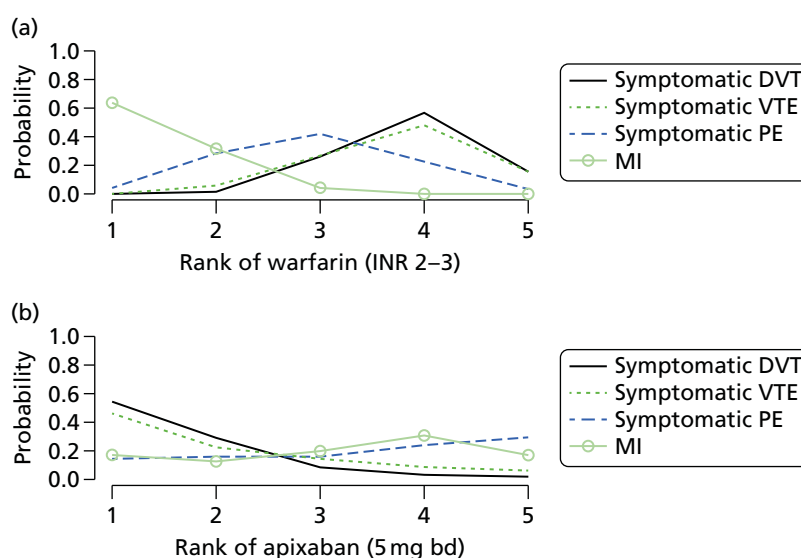 (a)
Probability
1.0
0.8
0.6
0.4
0.2
0.0
1 2 3 4 5
Rank of warfarin (INR 2–3)
Symptomatic DVT
Symptomatic VTE
Symptomatic PE
MI
(b)
Probability
1.0
0.8
0.6
0.4
0.2
0.0
1 2 3 4 5
Rank of apixaban (5 mg bd)
Symptomatic DVT
Symptomatic VTE
Symptomatic PE
MI